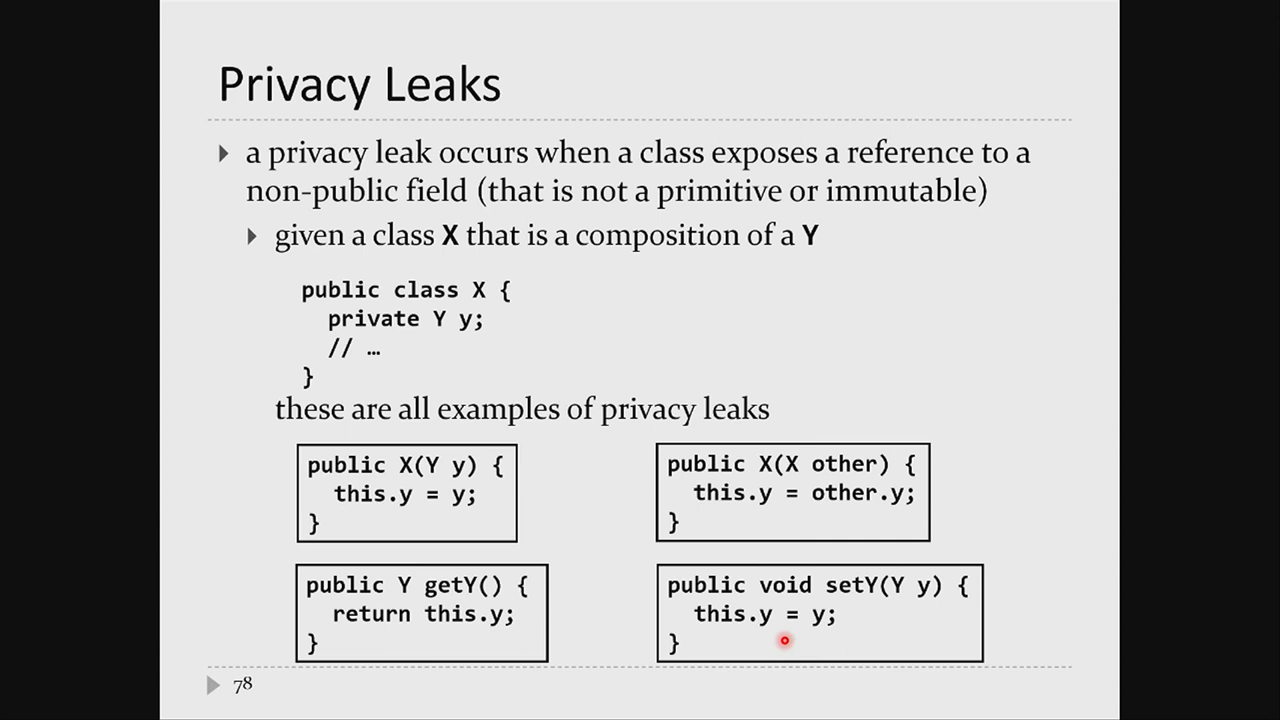 Privacy Leaks
a privacy leak occurs when a class exposes a reference to a
non-public field (that is not a primitive or immutable)
given a class X that is a composition of a Y
public class X {
private Y y;
// …
}
these are all examples of privacy leaks
public X(Y y) {
this.y = y;
}
public X(X other) {
this.y = other.y;
}
public Y getY() {
return this.y;
}
public void setY(Y y) {
this.y = y;
}
78